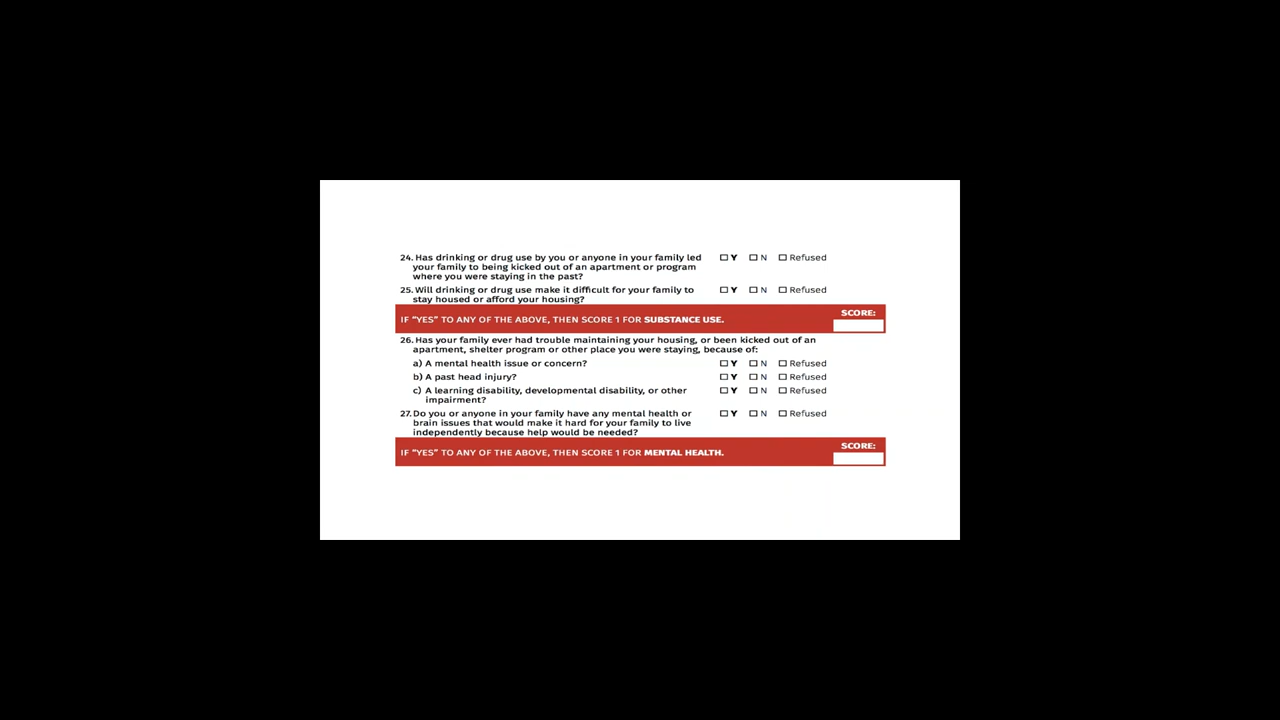 24. Has drinking or drug use by you or anyone in your family led ☐ Y ☐ N ☐ Refused
your family to being kicked out of an apartment or program
where you were staying in the past?
25. Will drinking or drug use make it difficult for your family to ☐ Y ☐ N ☐ Refused
stay housed or afford your housing?
SCORE:
IF "YES" TO ANY OF THE ABOVE, THEN SCORE 1 FOR SUBSTANCE USE.
26. Has your family ever had trouble maintaining your housing, or been kicked out of an
apartment, shelter program or other place you were staying, because of:
a) A mental health issue or concern? ☐ Y ☐ N ☐ Refused
b) A past head injury? ☐ Y ☐ N ☐ Refused
c) A learning disability, developmental disability, or other ☐ Y ☐ N ☐ Refused
impairment?
27. Do you or anyone in your family have any mental health or ☐ Y ☐ N ☐ Refused
brain issues that would make it hard for your family to live
independently because help would be needed?
SCORE:
IF "YES" TO ANY OF THE ABOVE, THEN SCORE 1 FOR MENTAL HEALTH.